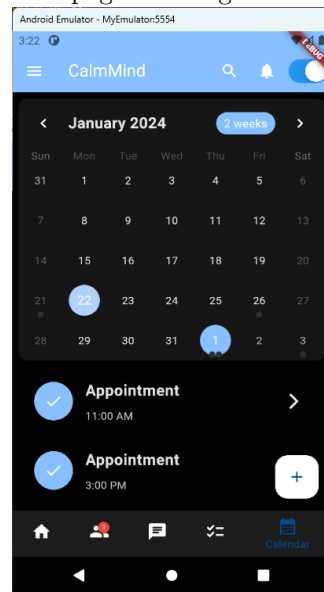 Android Emulator - MyEmulator:5554
3:22
DEBUG
CalmMind
January 2024 2 weeks
Sun Mon Tue Wed Thu Fri Sat
31 1 2 3 4 5 6
7 8 9 10 11 12 13
14 15 16 17 18 19 20
21 22 23 24 25 26 27
28 29 30 31 1 2 3
Appointment
11:00 AM
Appointment
3:00 PM
+
3
Calendar